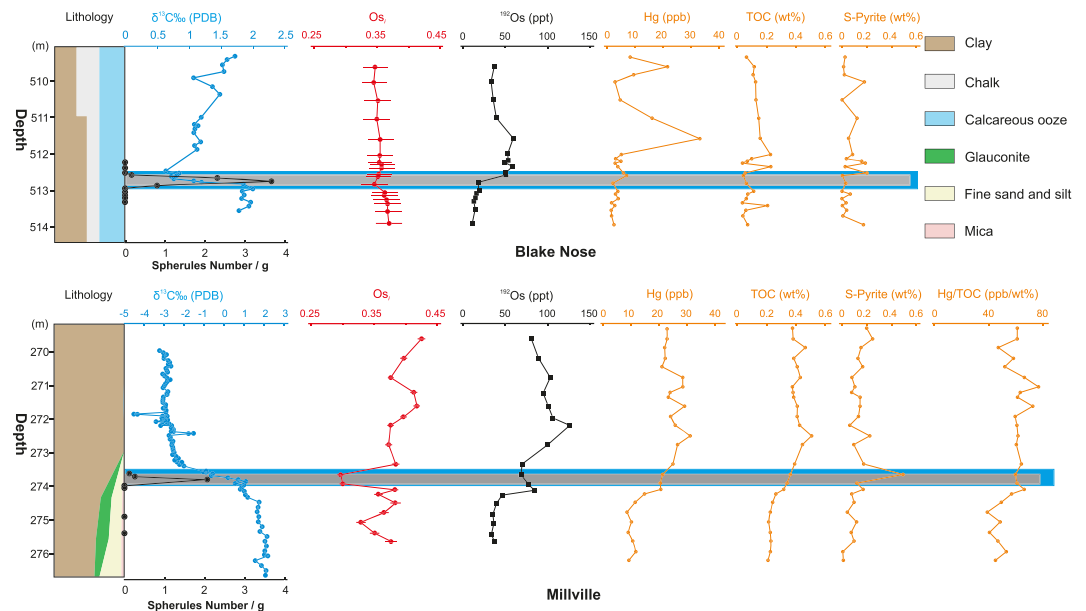 Lithology δ¹³C‰ (PDB) Osᵢ ¹⁹²Os (ppt) Hg (ppb) TOC (wt%) S-Pyrite (wt%)
(m) 0 0.5 1 1.5 2 2.5 0.25 0.35 0.45 0 50 100 150 0 10 20 30 40 0 0.2 0.4 0.6 0 0.2 0.4 0.6
Clay
510
Chalk
511
Calcareous ooze
Depth
512
Glauconite
513
Fine sand and silt
514
Mica
0 1 2 3 4
Spherules Number / g
Blake Nose
Lithology δ¹³C‰ (PDB) Osᵢ ¹⁹²Os (ppt) Hg (ppb) TOC (wt%) S-Pyrite (wt%) Hg/TOC (ppb/wt%)
(m) -5 -4 -3 -2 -1 0 1 2 3 0.25 0.35 0.45 0 50 100 150 0 10 20 30 40 0 0.2 0.4 0.6 0 0.2 0.4 0.6 0 40 80
270
271
272
Depth
273
274
275
276
0 1 2 3 4
Spherules Number / g
Millville